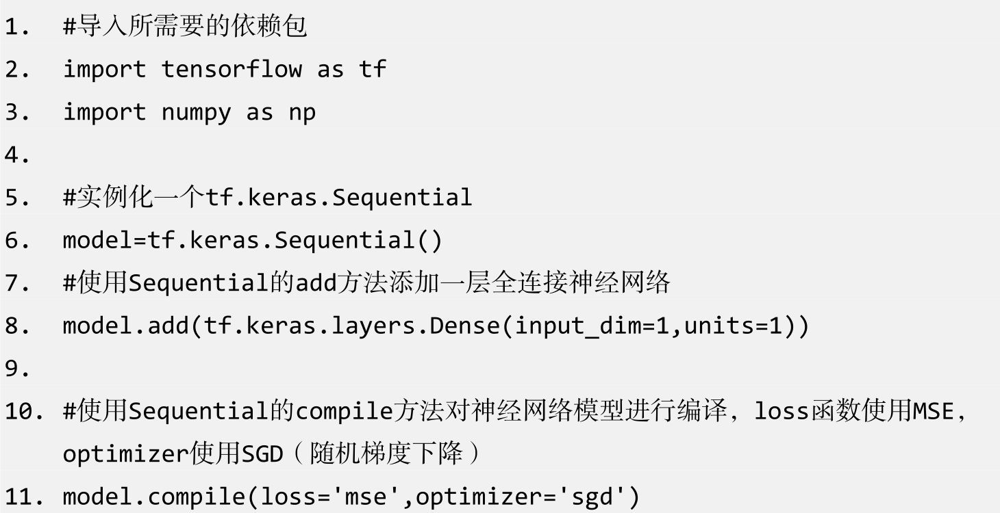 1. #导入所需要的依赖包
2. import tensorflow as tf
3. import numpy as np
4.
5. #实例化一个tf.keras.Sequential
6. model=tf.keras.Sequential()
7. #使用Sequential的add方法添加一层全连接神经网络
8. model.add(tf.keras.layers.Dense(input_dim=1,units=1))
9.
10. #使用Sequential的compile方法对神经网络模型进行编译，loss函数使用MSE，
optimizer使用SGD（随机梯度下降）
11. model.compile(loss='mse',optimizer='sgd')